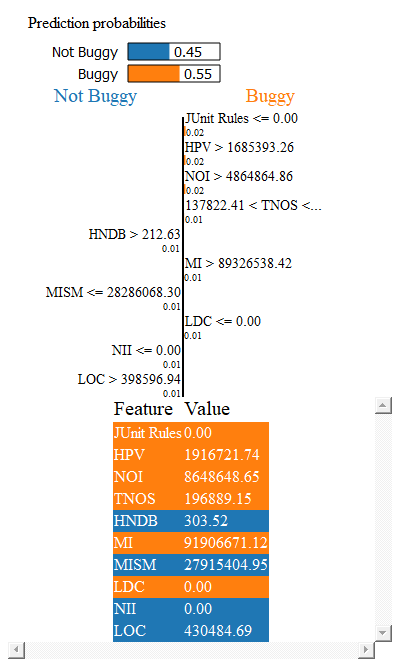 Prediction probabilities
Not Buggy 0.45
Buggy 0.55
Not Buggy Buggy
JUnit Rules <= 0.00
0.02
HPV > 1685393.26
0.02
NOI > 4864864.86
0.02
137822.41 < TNOS <...
0.01
HNDB > 212.63
0.01
MI > 89326538.42
0.01
MISM <= 28286068.30
0.01
LDC <= 0.00
0.01
NII <= 0.00
0.01
LOC > 398596.94
0.01
Feature Value
JUnit Rules 0.00
HPV 1916721.74
NOI 8648648.65
TNOS 196889.15
HNDB 303.52
MI 91906671.12
MISM 27915404.95
LDC 0.00
NII 0.00
LOC 430484.69